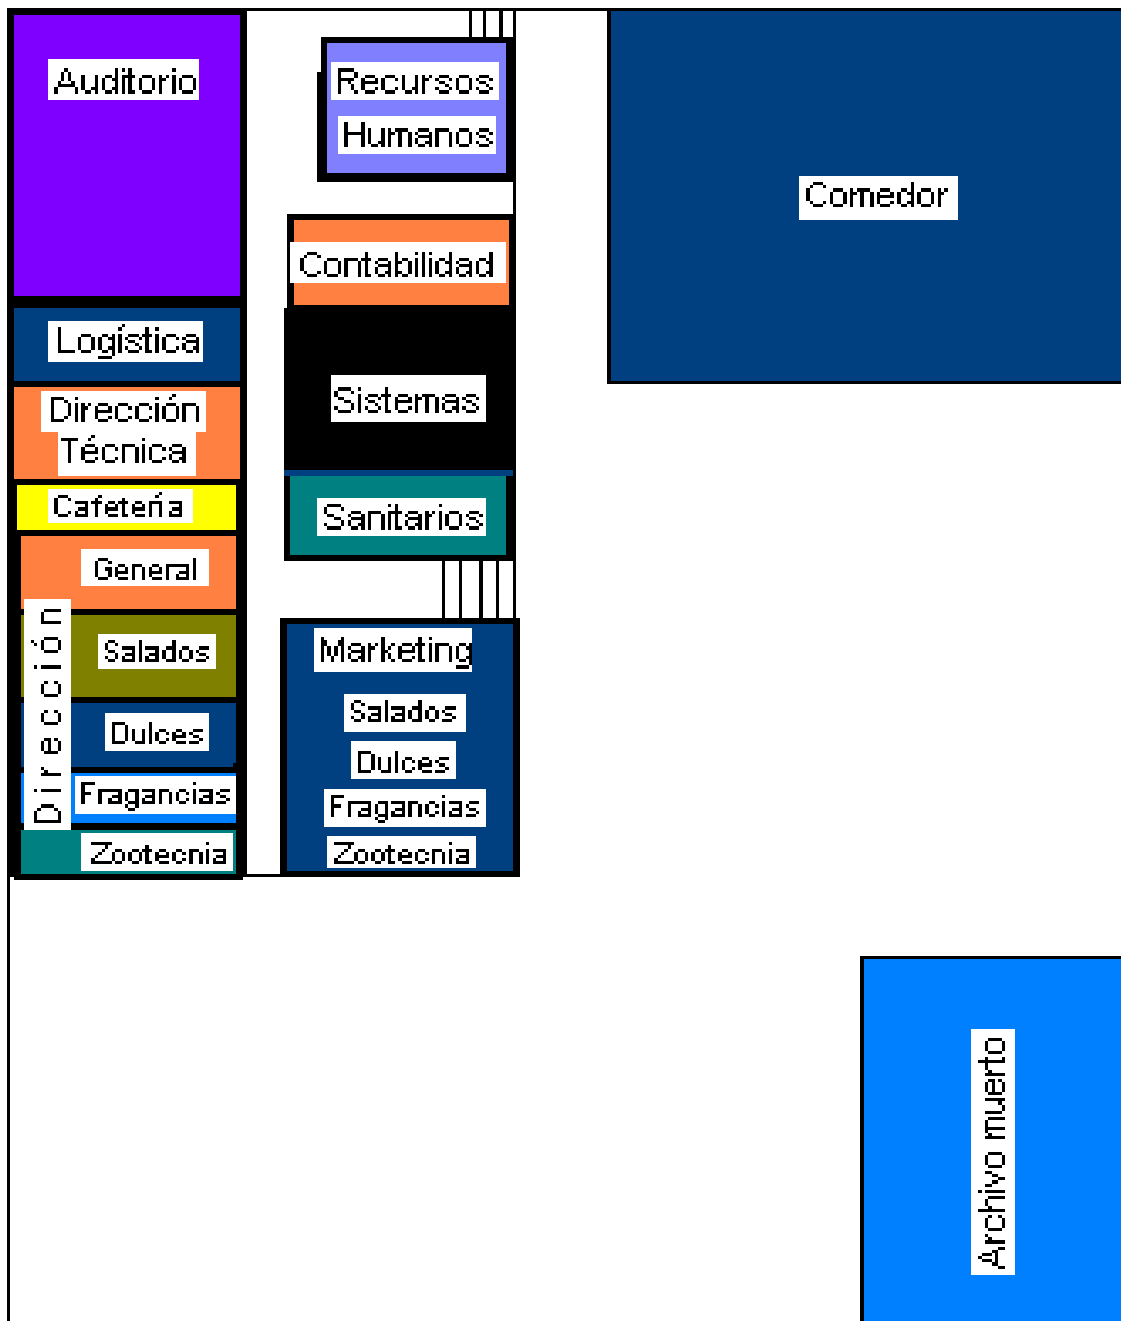 Auditorio
Logística
Dirección
Técnica
Cafetería
Dirección
General
Salados
Dulces
Fragancias
Zootecnia
Recursos
Humanos
Contabilidad
Sistemas
Sanitarios
Marketing
Salados
Dulces
Fragancias
Zootecnia
Comedor
Archivo muerto